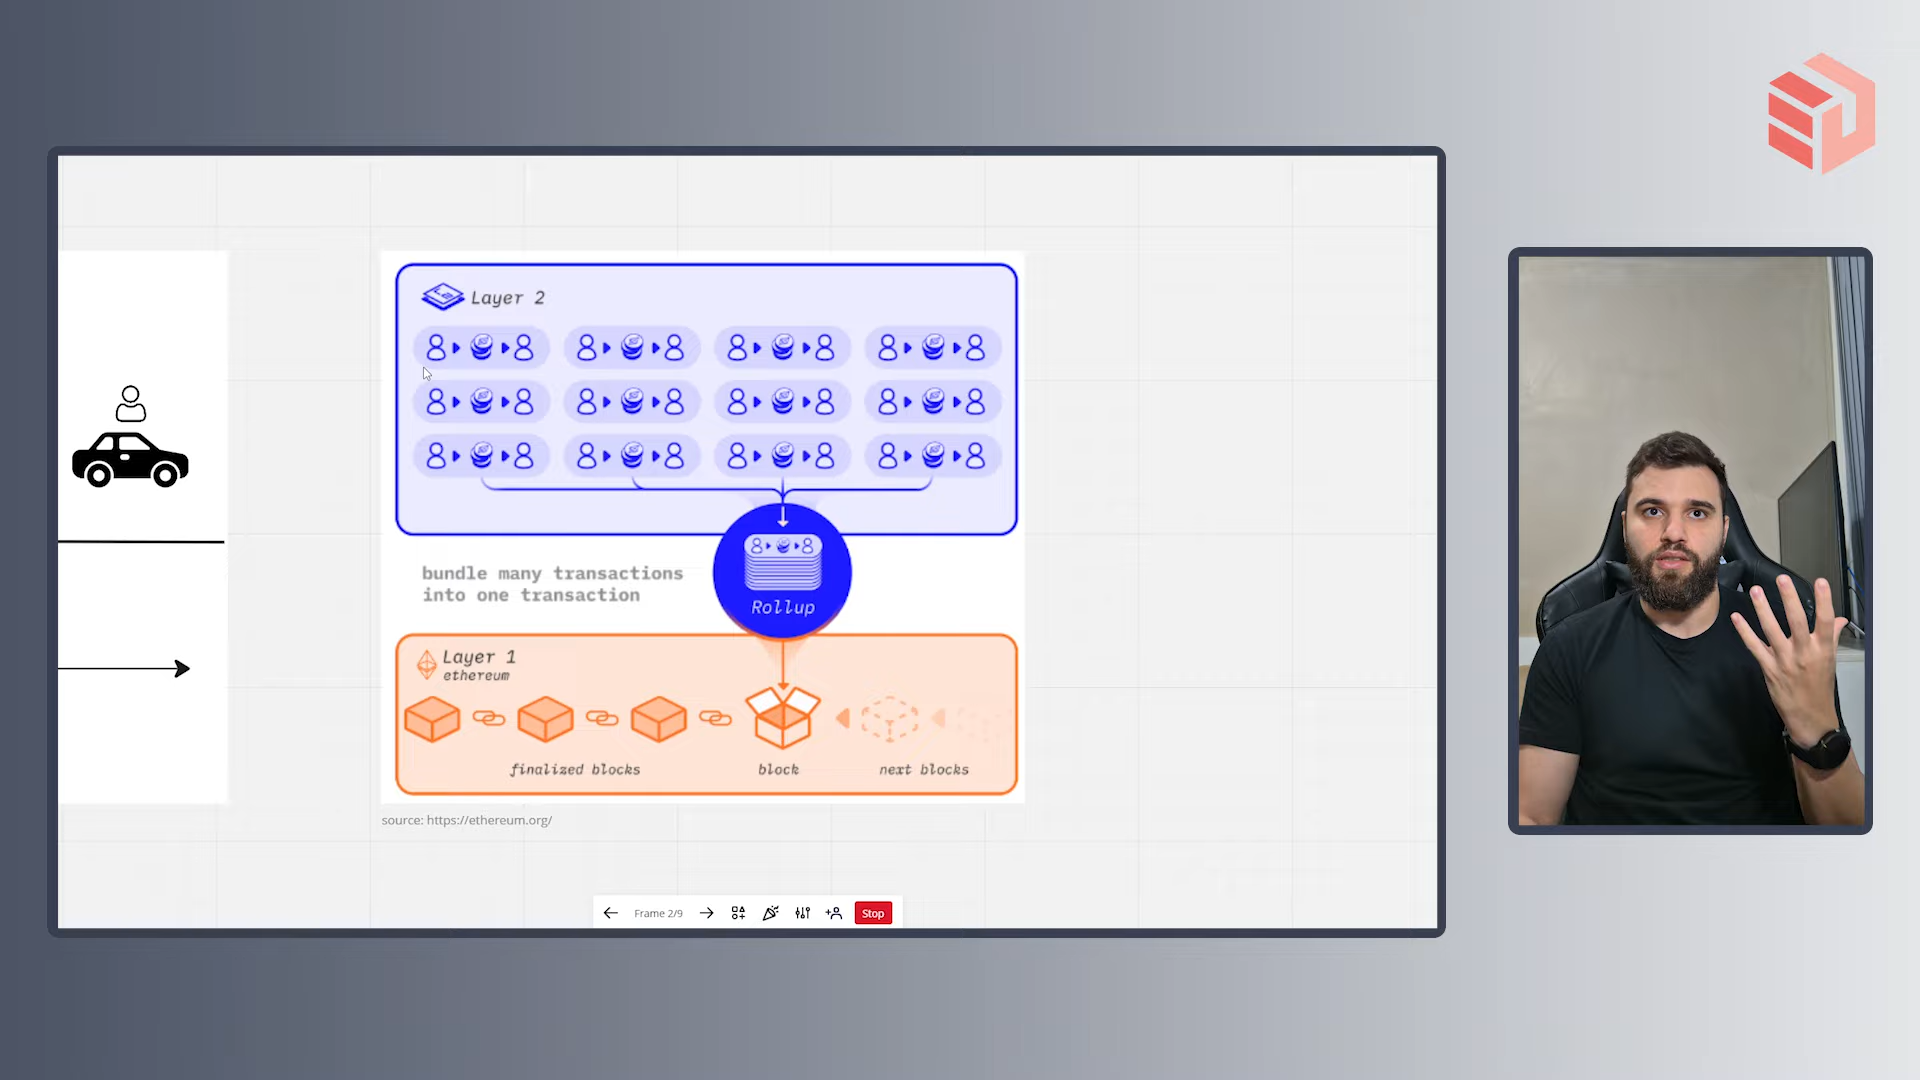 Layer 2
bundle many transactions
into one transaction
Rollup
Layer 1
ethereum
finalized blocks
block
next blocks
source: https://ethereum.org/
Frame 2/9
Stop